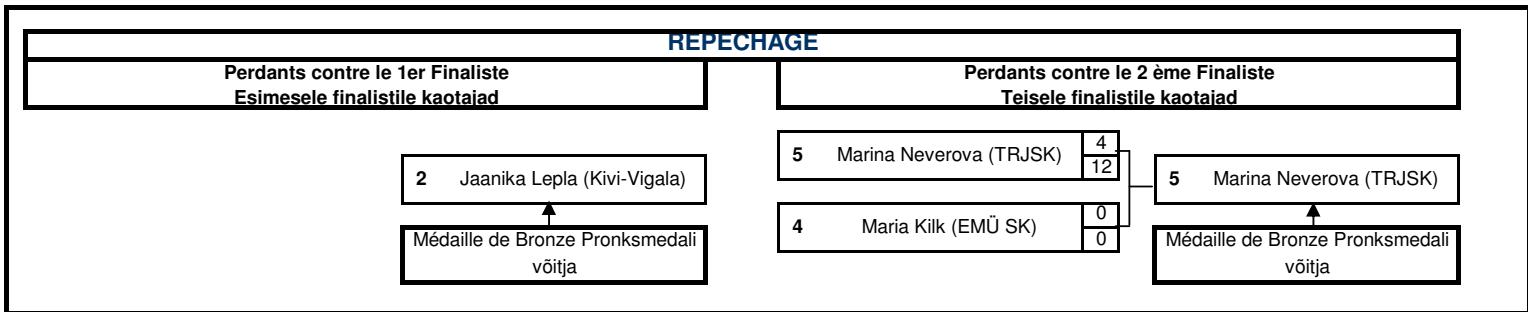 REPECHAGE
Perdants contre le 1er Finaliste
Esimesele finalistile kaotajad
Perdants contre le 2 ème Finaliste
Teisele finalistile kaotajad
2 Jaanika Lepla (Kivi-Vigala)
Médaille de Bronze Pronksmedali
võitja
5 Marina Neverova (TRJSK) 4
12
4 Maria Kilk (EMÜ SK) 0
0
5 Marina Neverova (TRJSK)
Médaille de Bronze Pronksmedali
võitja